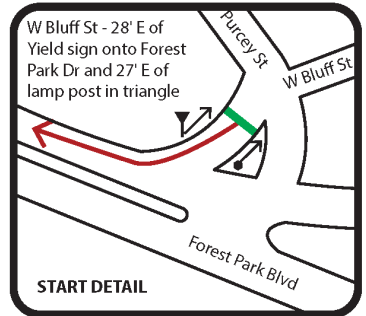 W Bluff St - 28' E of
Yield sign onto Forest
Park Dr and 27' E of
lamp post in triangle
Purcey St
W Bluff St
Forest Park Blvd
START DETAIL